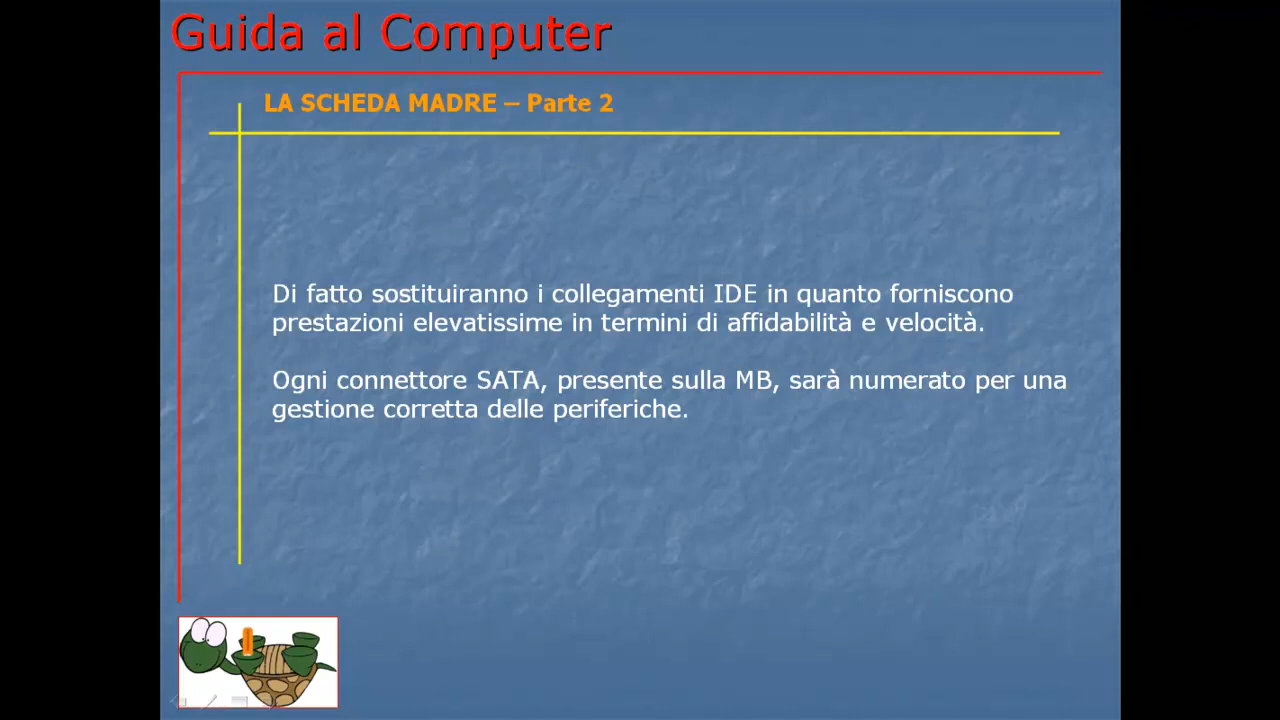 Guida al Computer
LA SCHEDA MADRE – Parte 2
Di fatto sostituiranno i collegamenti IDE in quanto forniscono
prestazioni elevatissime in termini di affidabilità e velocità.
Ogni connettore SATA, presente sulla MB, sarà numerato per una
gestione corretta delle periferiche.